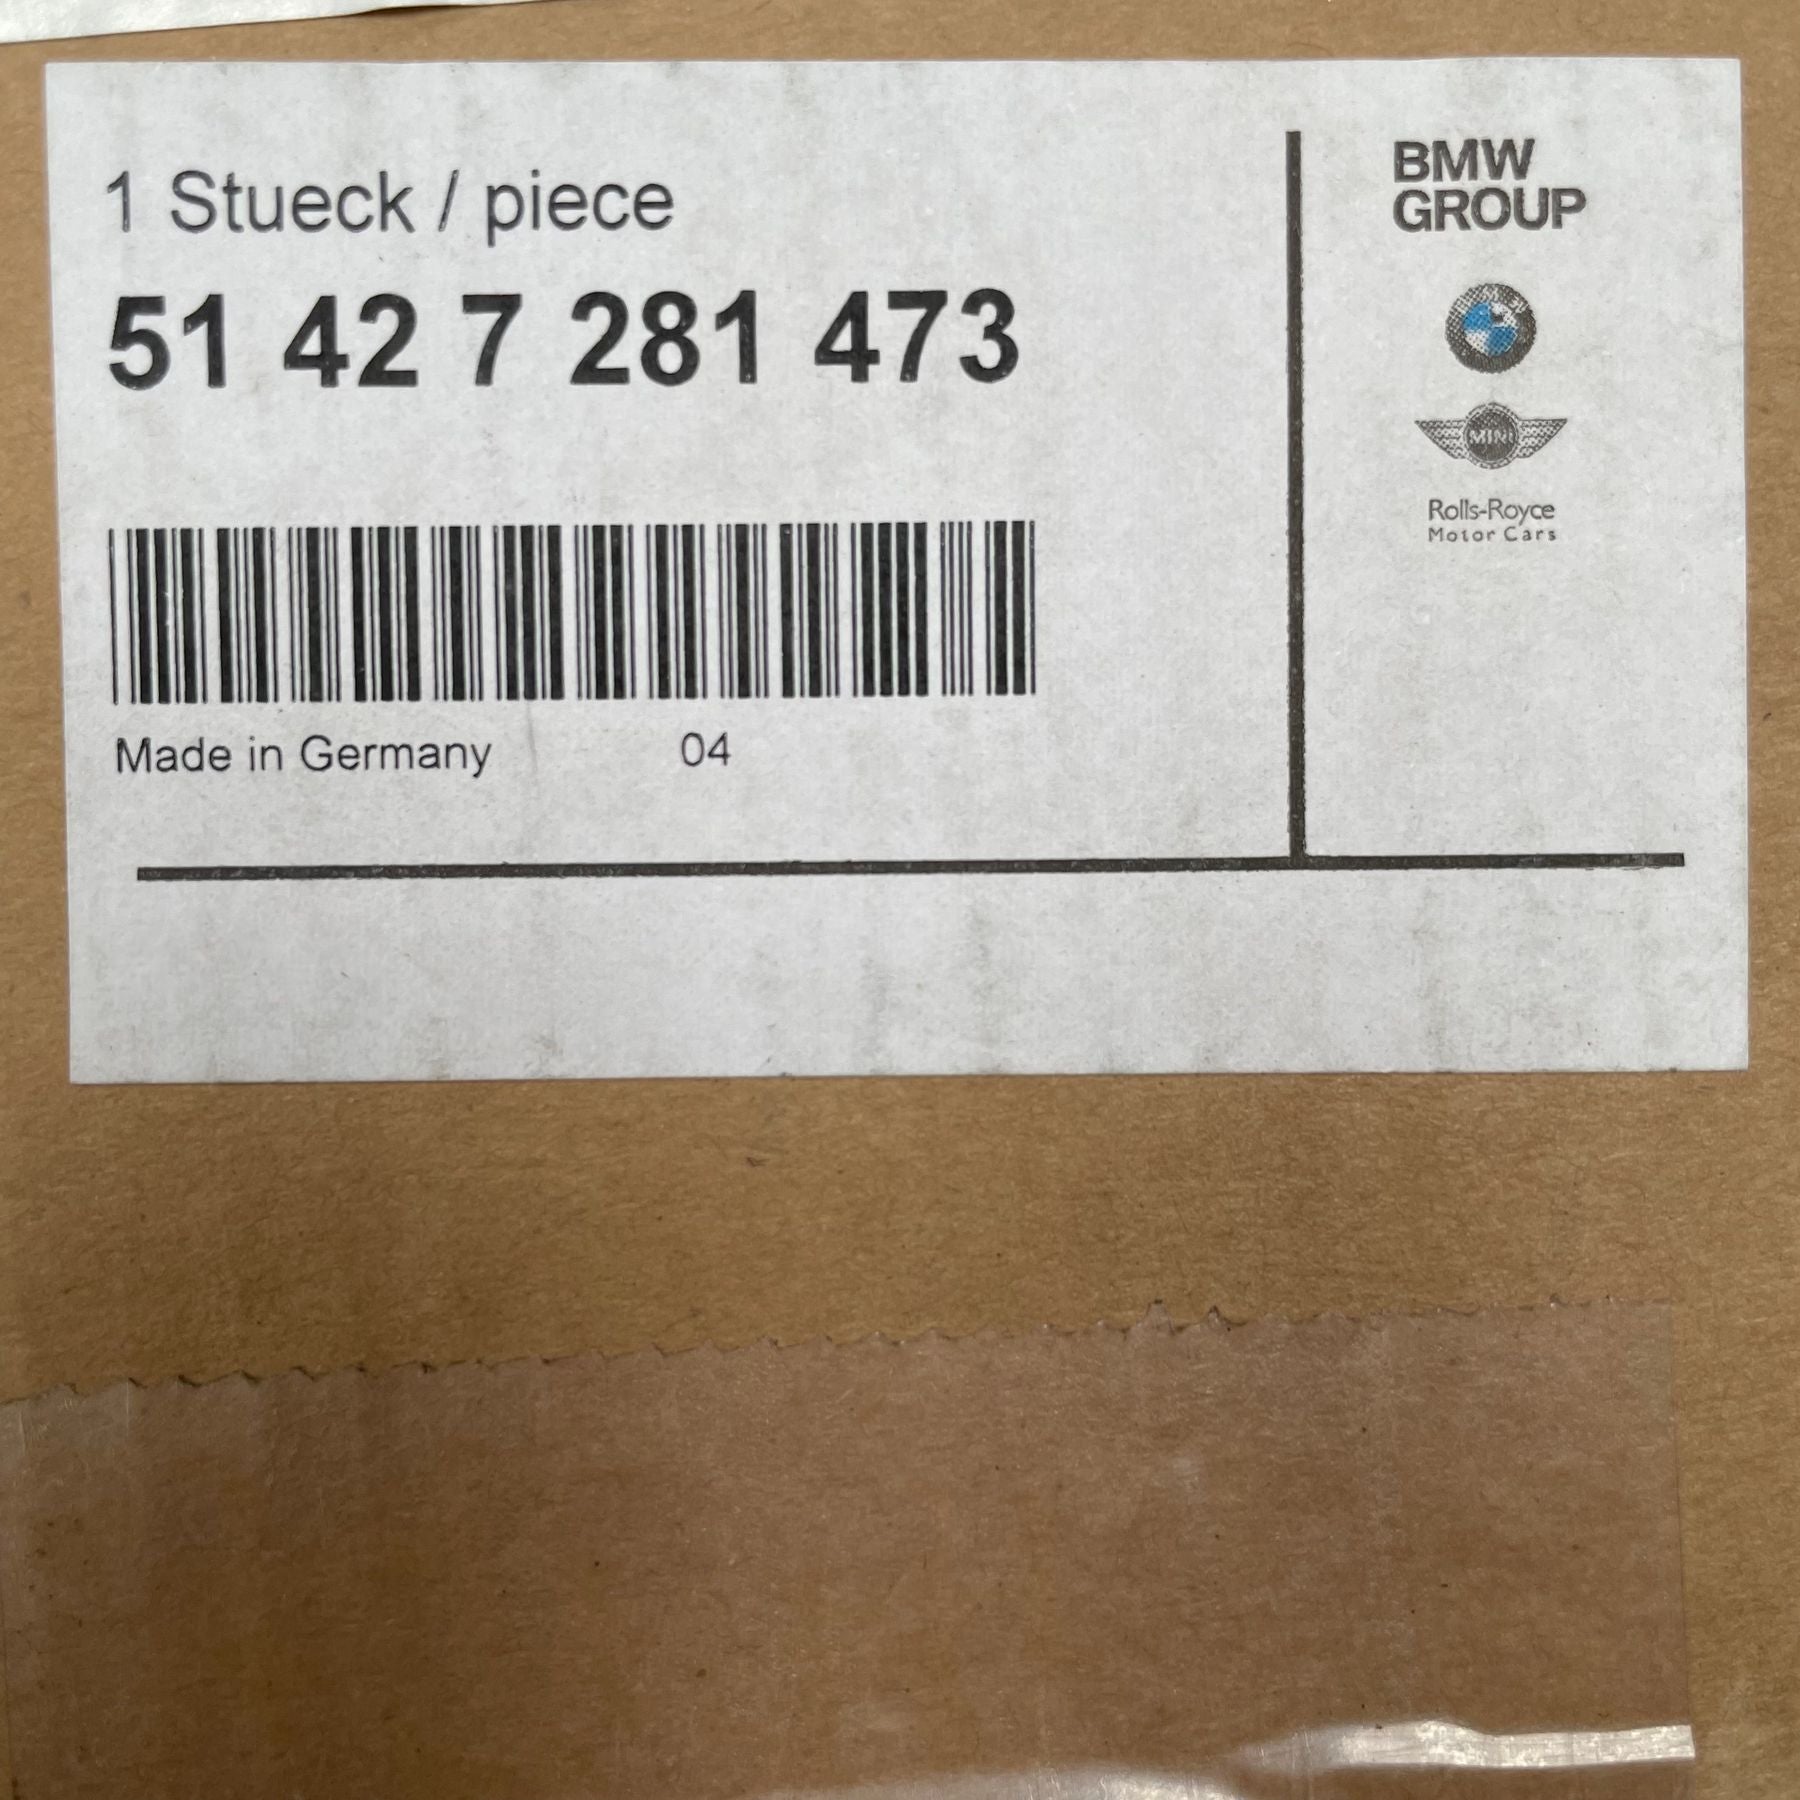 1 Stueck / piece
51 42 7 281 473
Made in Germany 04
BMW
GROUP
MINI
Rolls-Royce
Motor Cars